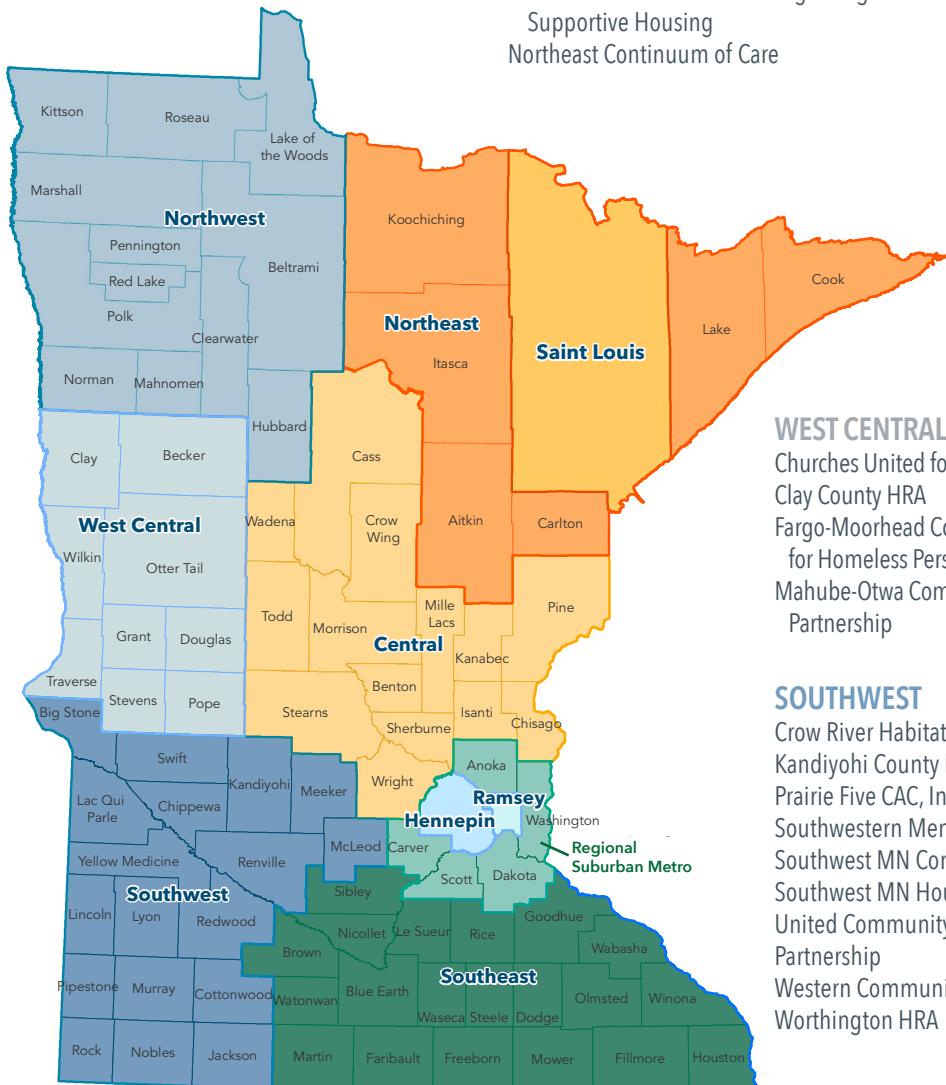 Supportive Housing
Northeast Continuum of Care
Kittson
Roseau
Lake of
the Woods
Marshall
Northwest
Koochiching
Pennington
Beltrami
Red Lake
Cook
Polk
Northeast
Lake
Clearwater
Saint Louis
Itasca
Norman
Mahnomen
Hubbard
Clay
Becker
Cass
West Central
Wadena
Crow
Wing
Aitkin
Carlton
Wilkin
Otter Tail
Todd
Mille
Lacs
Pine
Morrison
Grant
Douglas
Central
Kanabec
Traverse
Benton
Stevens
Pope
Big Stone
Stearns
Isanti
Chisago
Sherburne
Swift
Anoka
Kandiyohi
Meeker
Wright
Lac Qui
Parle
Chippewa
Ramsey
Hennepin
Washington
Yellow Medicine
Renville
McLeod
Carver
Regional
Suburban Metro
Scott
Dakota
Southwest
Sibley
Lincoln
Lyon
Redwood
Goodhue
Nicollet
Le Sueur
Rice
Wabasha
Brown
Southeast
Pipestone
Murray
Cottonwood
Watonwan
Blue Earth
Waseca
Steele
Dodge
Olmsted
Winona
Rock
Nobles
Jackson
Martin
Faribault
Freeborn
Mower
Fillmore
Houston
WEST CENTRAL
Churches United fo
Clay County HRA
Fargo-Moorhead Co
for Homeless Pers
Mahube-Otwa Com
Partnership
SOUTHWEST
Crow River Habitat
Kandiyohi County
Prairie Five CAC, In
Southwestern Men
Southwest MN
Southwest MN Hou
United Community
Partnership
Western Communi
Worthington HRA